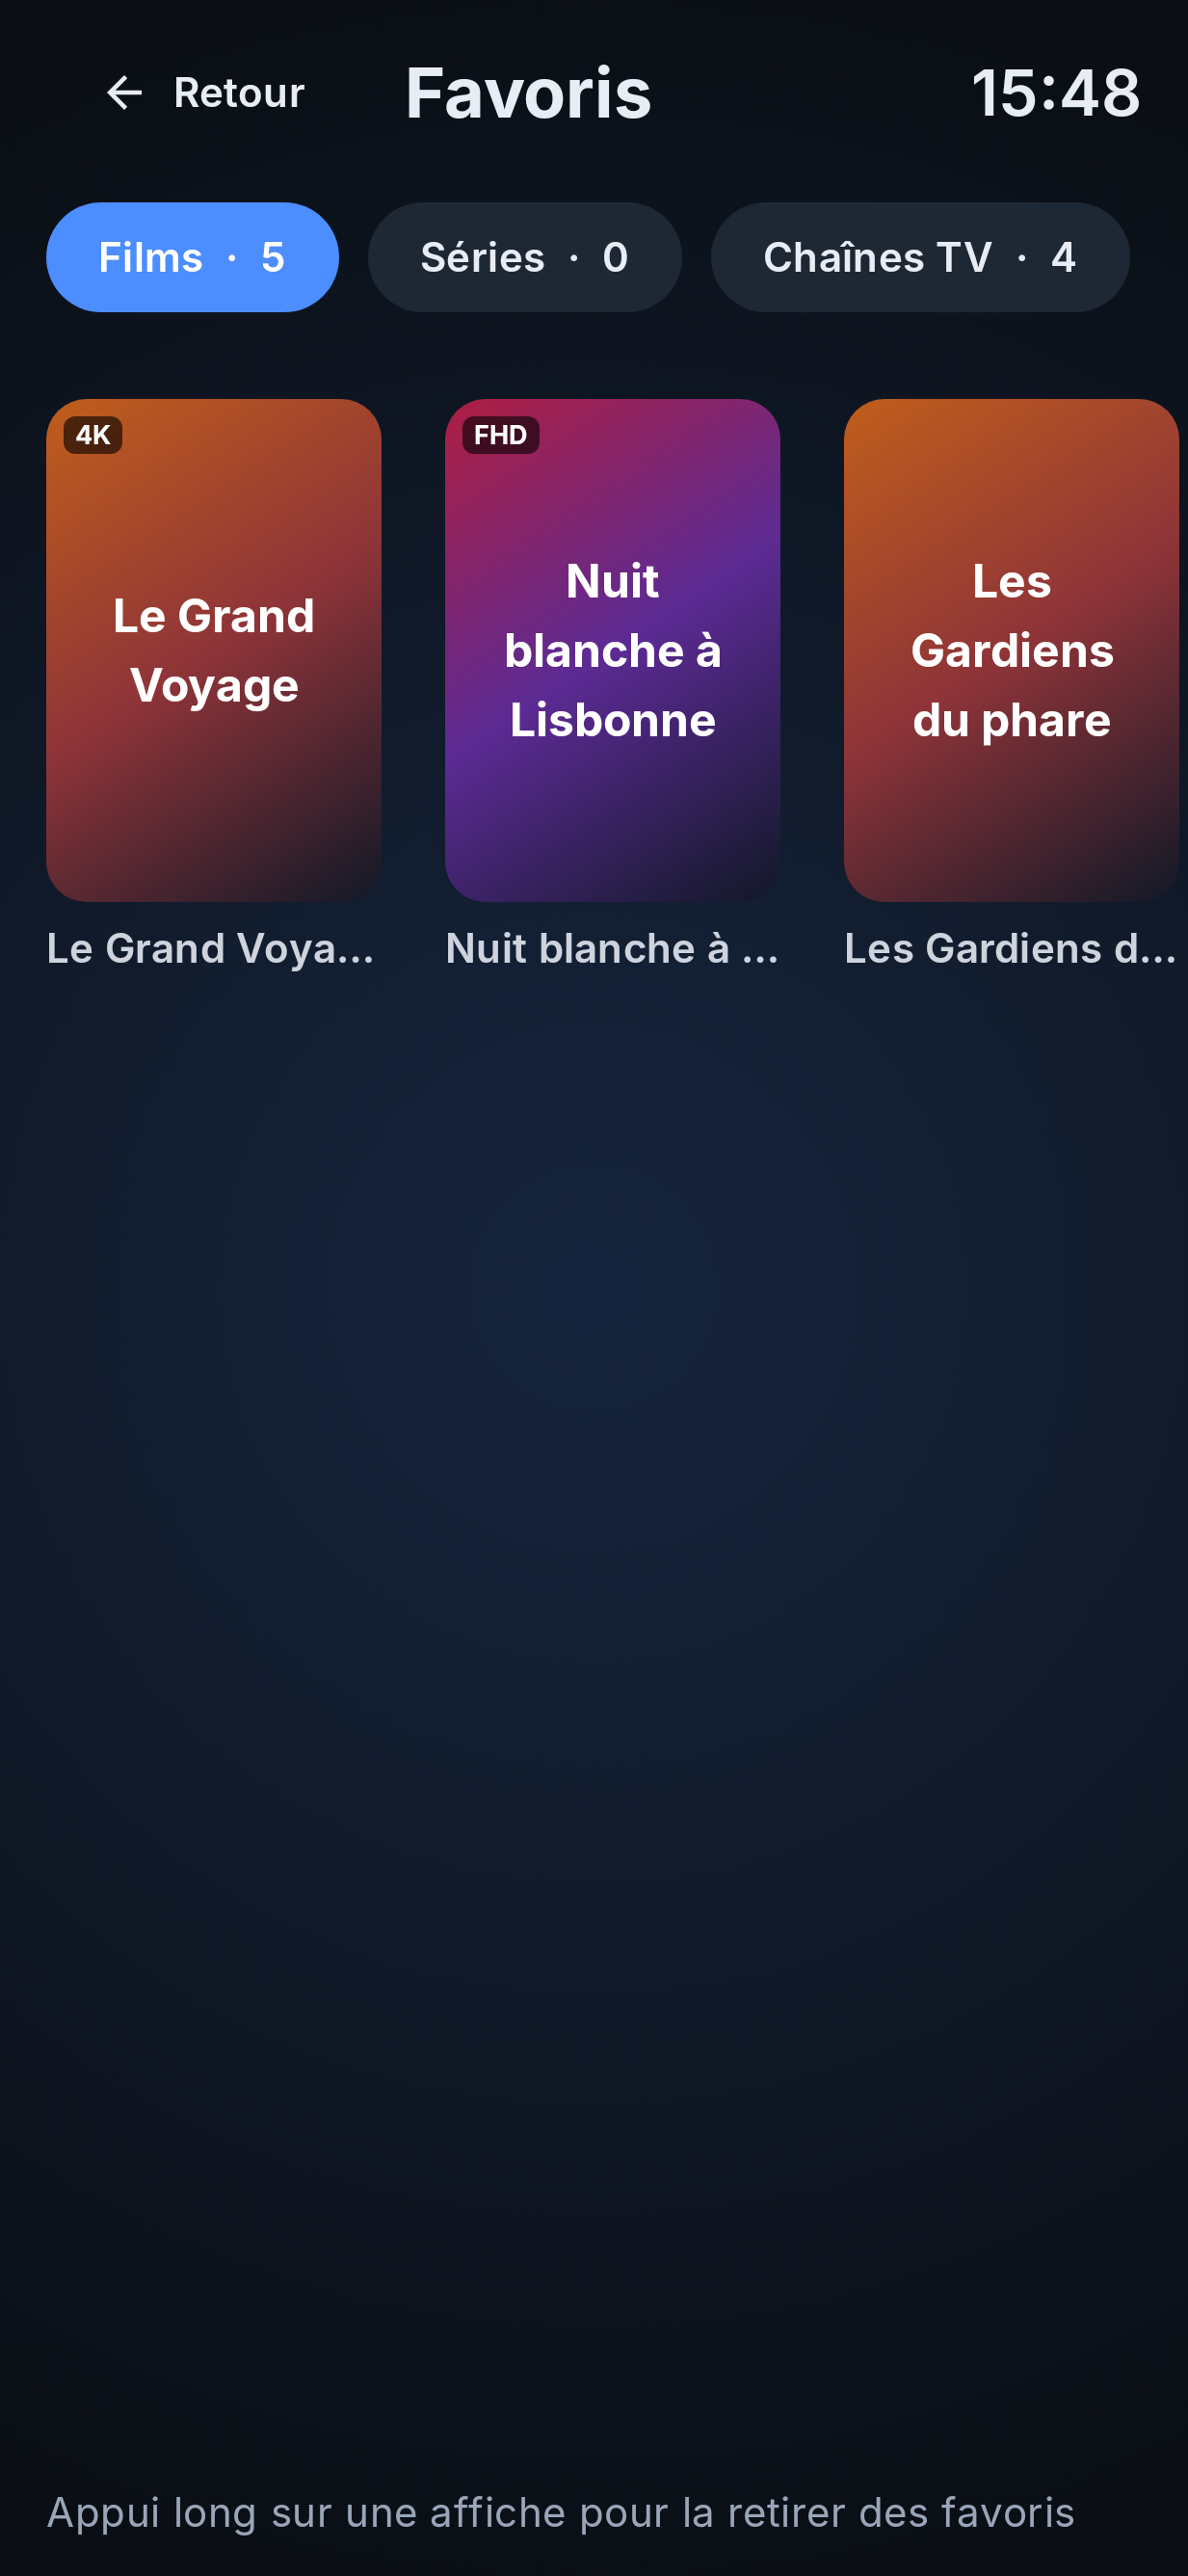 Retour
Favoris
15:48
Films · 5
Séries · 0
Chaînes TV · 4
4K
Le Grand
Voyage
Le Grand Voya...
FHD
Nuit
blanche à
Lisbonne
Nuit blanche à ...
Les
Gardiens
du phare
Les Gardiens d...
Appui long sur une affiche pour la retirer des favoris